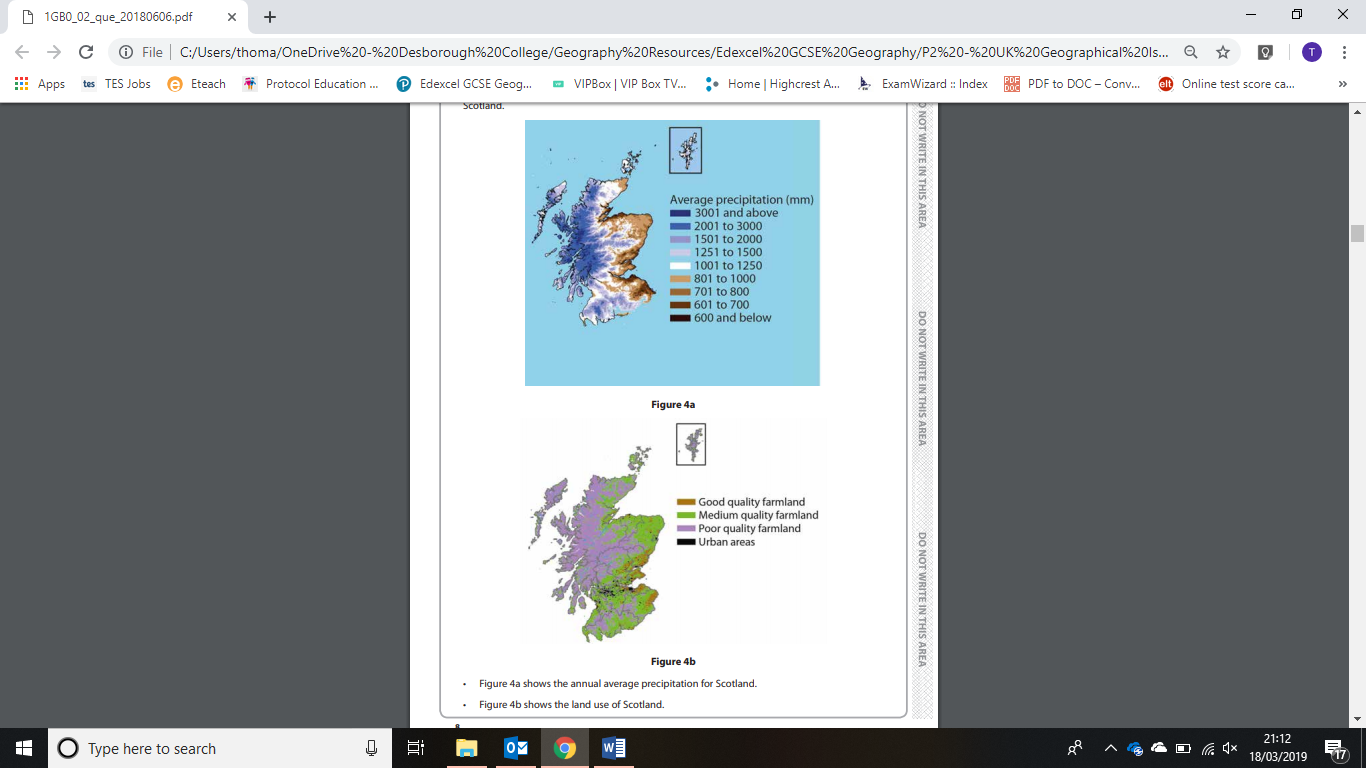 1GB0_02_que_20180606.pdf
File | C:/Users/thoma/OneDrive%20-%20Desborough%20College/Geography%20Resources/Edexcel%20GCSE%20Geography/P2%20-%20UK%20Geographical%20Is...
T
Apps tes TES Jobs Eteach Protocol Education ... Edexcel GCSE Geog... VIPBox | VIP Box TV... Home | Highcrest A... ExamWizard :: Index PDF DOC PDF to DOC – Conv... elt Online test score ca... »
Scotland.
Average precipitation (mm)
3001 and above
2001 to 3000
1501 to 2000
1251 to 1500
1001 to 1250
801 to 1000
701 to 800
601 to 700
600 and below
Figure 4a
Good quality farmland
Medium quality farmland
Poor quality farmland
Urban areas
Figure 4b
• Figure 4a shows the annual average precipitation for Scotland.
• Figure 4b shows the land use of Scotland.
8
DO NOT WRITE IN THIS AREA
DO NOT WRITE IN THIS AREA
DO NOT WRITE IN THIS AREA
Type here to search
21:12
18/03/2019
17